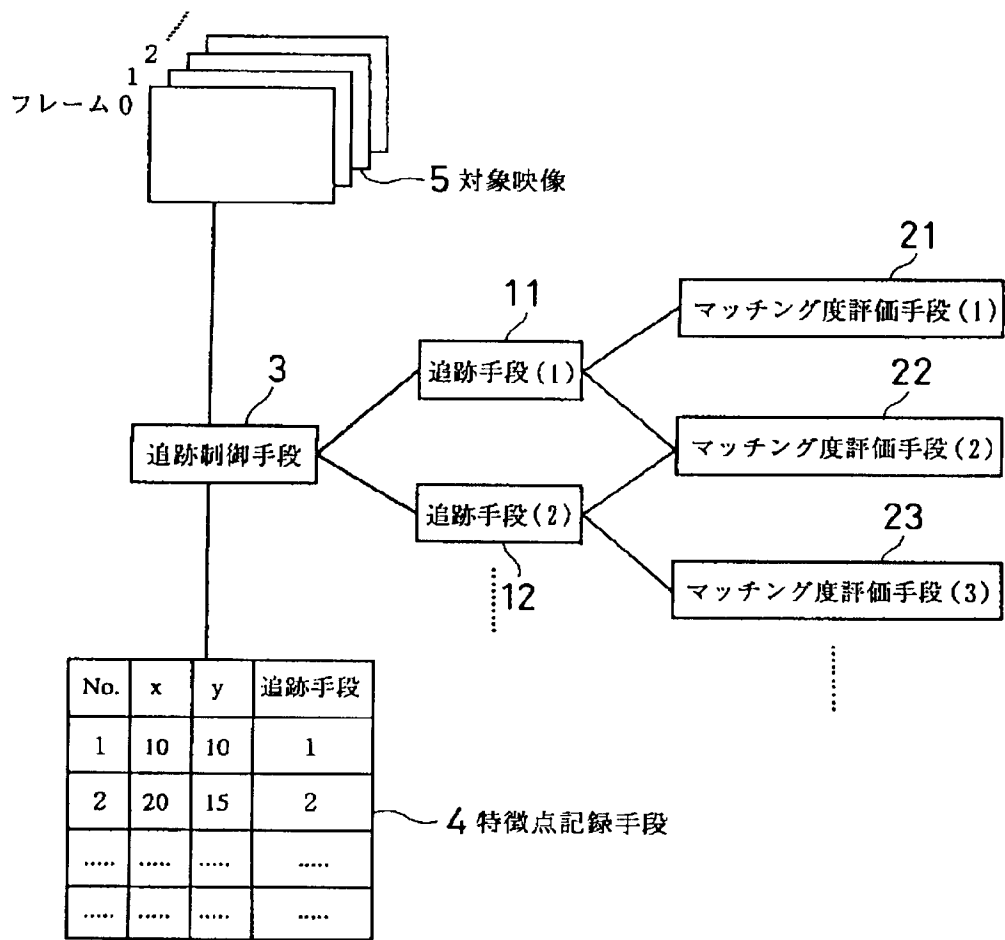 2
1
フレーム 0
5 対象映像
21
マッチング度評価手段(1)
11
追跡手段(1)
22
マッチング度評価手段(2)
3
追跡制御手段
追跡手段(2)
12
23
マッチング度評価手段(3)
No. x y 追跡手段
1 10 10 1
2 20 15 2
..... ..... ..... .....
..... ..... ..... .....
4 特徴点記録手段